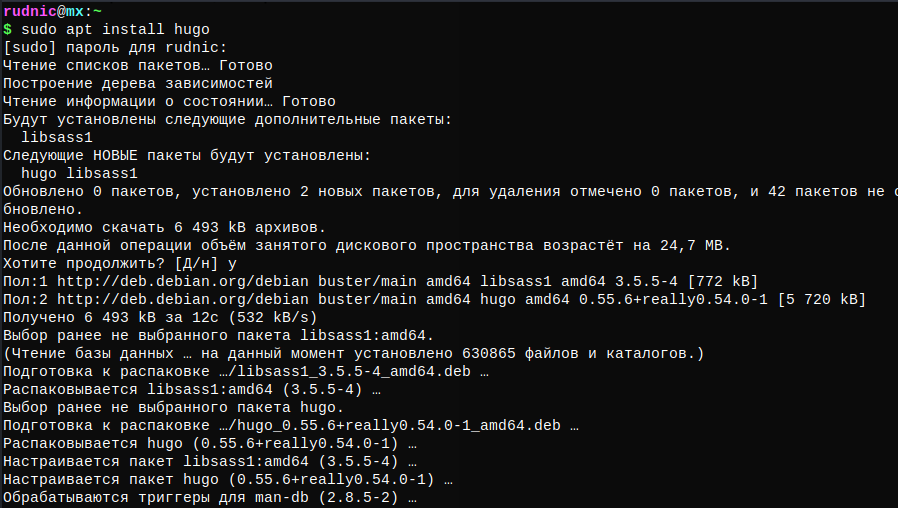 rudnic@mx:~
$ sudo apt install hugo
[sudo] пароль для rudnic:
Чтение списков пакетов… Готово
Построение дерева зависимостей
Чтение информации о состоянии… Готово
Будут установлены следующие дополнительные пакеты:
  libsass1
Следующие НОВЫЕ пакеты будут установлены:
  hugo libsass1
Обновлено 0 пакетов, установлено 2 новых пакетов, для удаления отмечено 0 пакетов, и 42 пакетов не о
бновлено.
Необходимо скачать 6 493 kB архивов.
После данной операции объём занятого дискового пространства возрастёт на 24,7 MB.
Хотите продолжить? [Д/н] y
Пол:1 http://deb.debian.org/debian buster/main amd64 libsass1 amd64 3.5.5-4 [772 kB]
Пол:2 http://deb.debian.org/debian buster/main amd64 hugo amd64 0.55.6+really0.54.0-1 [5 720 kB]
Получено 6 493 kB за 12с (532 kB/s)
Выбор ранее не выбранного пакета libsass1:amd64.
(Чтение базы данных … на данный момент установлено 630865 файлов и каталогов.)
Подготовка к распаковке …/libsass1_3.5.5-4_amd64.deb …
Распаковывается libsass1:amd64 (3.5.5-4) …
Выбор ранее не выбранного пакета hugo.
Подготовка к распаковке …/hugo_0.55.6+really0.54.0-1_amd64.deb …
Распаковывается hugo (0.55.6+really0.54.0-1) …
Настраивается пакет libsass1:amd64 (3.5.5-4) …
Настраивается пакет hugo (0.55.6+really0.54.0-1) …
Обрабатываются триггеры для man-db (2.8.5-2) …